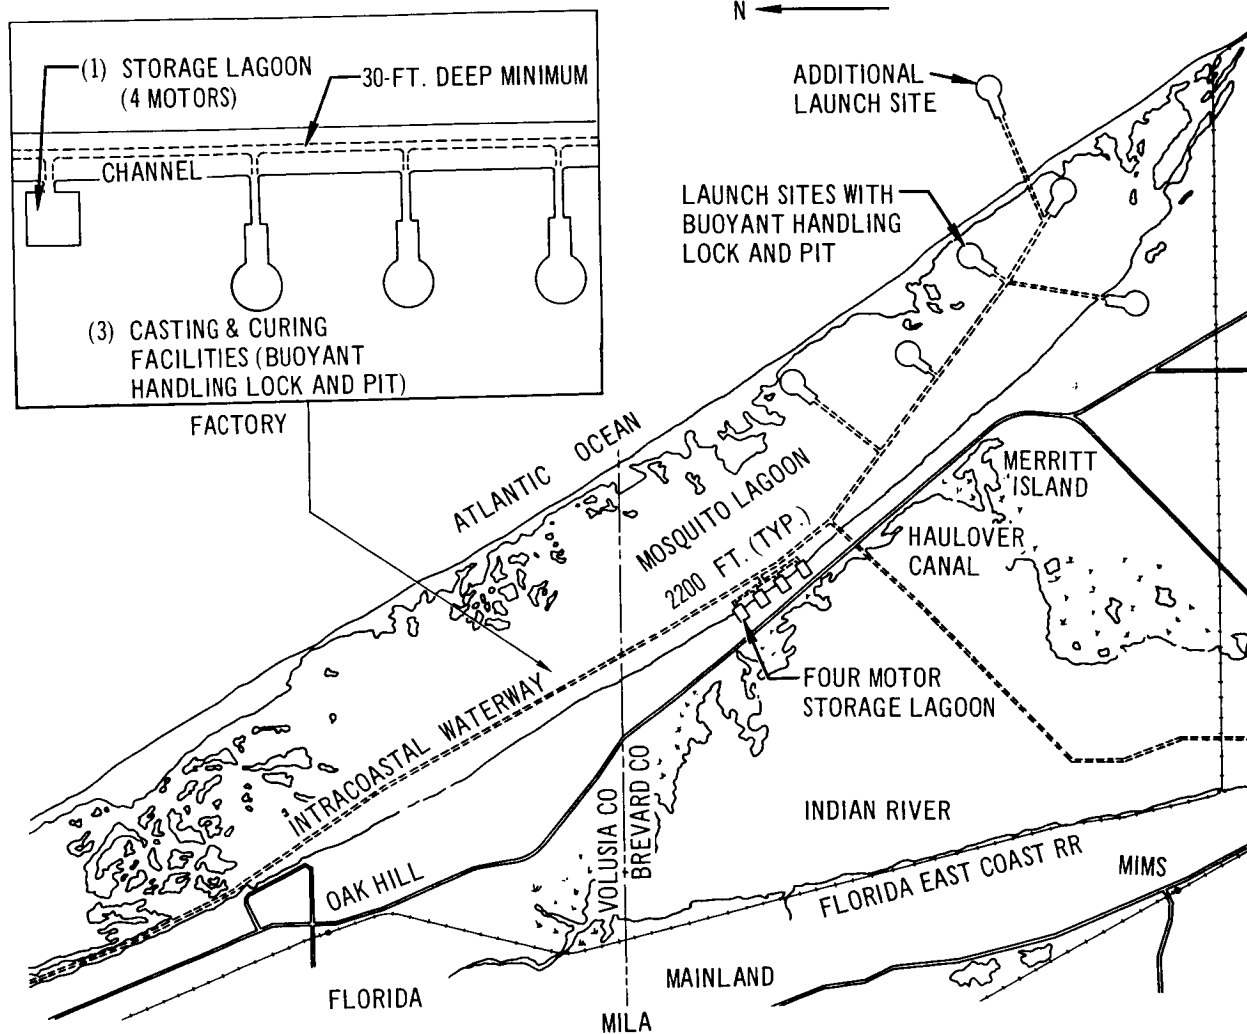 N
(1) STORAGE LAGOON
(4 MOTORS)
30-FT. DEEP MINIMUM
CHANNEL
(3) CASTING & CURING
FACILITIES (BUOYANT
HANDLING LOCK AND PIT)
FACTORY
ADDITIONAL
LAUNCH SITE
LAUNCH SITES WITH
BUOYANT HANDLING
LOCK AND PIT
ATLANTIC OCEAN
MOSQUITO LAGOON
2200 FT. (TYP.)
MERRITT
ISLAND
HAULOVER
CANAL
INTRACOASTAL WATERWAY
FOUR MOTOR
STORAGE LAGOON
VOLUSIA CO
BREVARD CO
INDIAN RIVER
OAK HILL
FLORIDA EAST COAST RR
MIMS
MAINLAND
FLORIDA
MILA